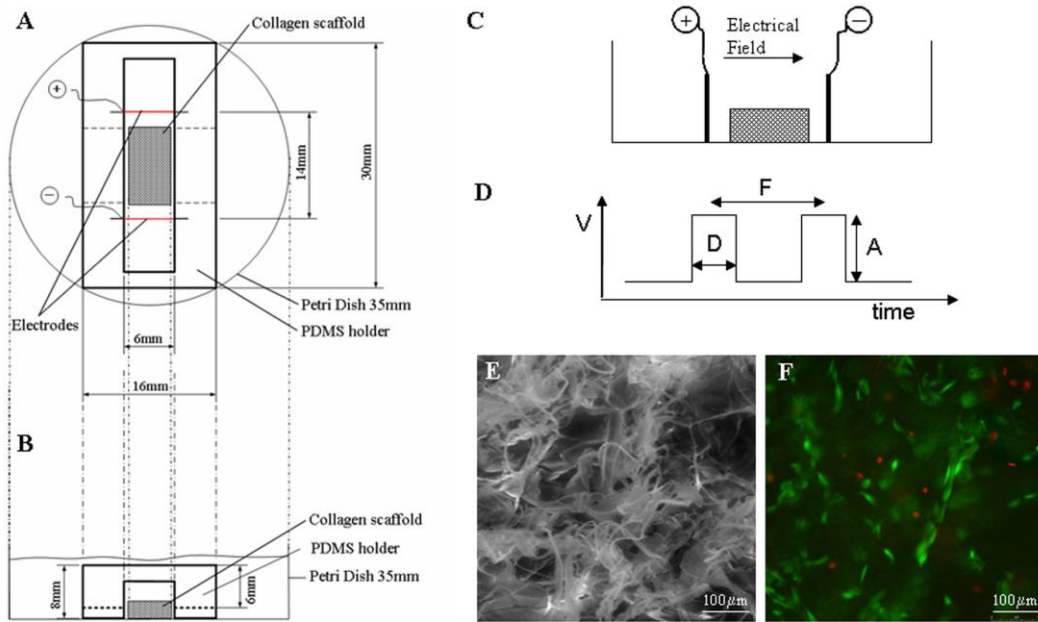 A
Collagen scaffold
+
−
14mm
30mm
Electrodes
Petri Dish 35mm
PDMS holder
6mm
16mm
B
Collagen scaffold
PDMS holder
Petri Dish 35mm
8mm
6mm
C
+
Electrical
Field
−
D
V
F
D
A
time
E
100μm
F
100μm